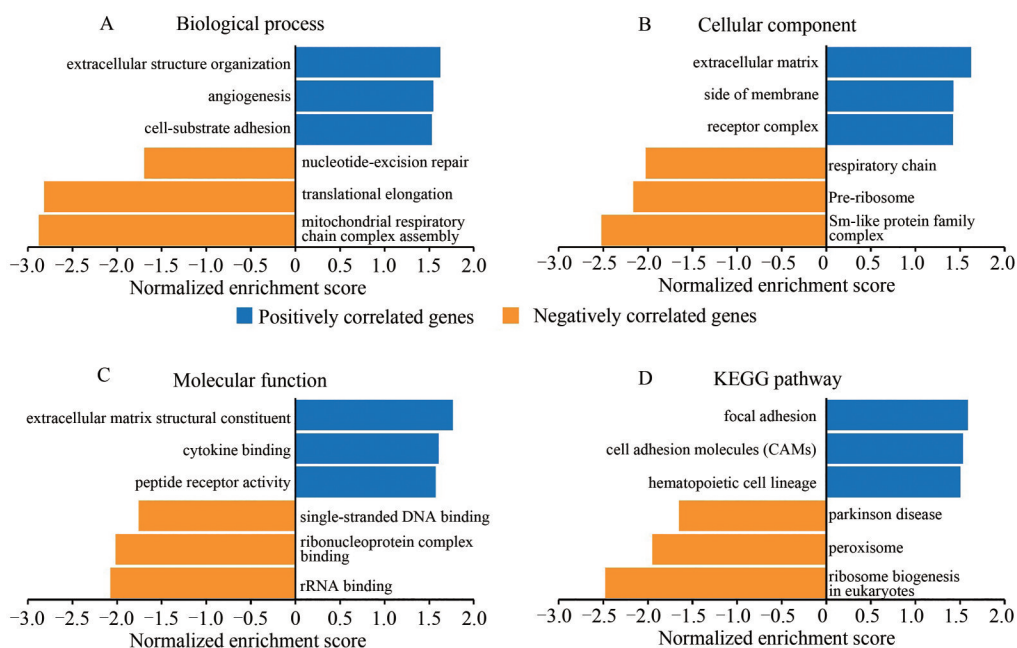 A Biological process
extracellular structure organization
angiogenesis
cell-substrate adhesion
nucleotide-excision repair
translational elongation
mitochondrial respiratory
chain complex assembly
−3.0 −2.5 −2.0 −1.5 −1.0 −0.5 0 0.5 1.0 1.5 2.0
Normalized enrichment score
B Cellular component
extracellular matrix
side of membrane
receptor complex
respiratory chain
Pre-ribosome
Sm-like protein family
complex
−3.0 −2.5 −2.0 −1.5 −1.0 −0.5 0 0.5 1.0 1.5 2.0
Normalized enrichment score
Positively correlated genes
Negatively correlated genes
C Molecular function
extracellular matrix structural constituent
cytokine binding
peptide receptor activity
single-stranded DNA binding
ribonucleoprotein complex
binding
rRNA binding
−3.0 −2.5 −2.0 −1.5 −1.0 −0.5 0 0.5 1.0 1.5 2.0
Normalized enrichment score
D KEGG pathway
focal adhesion
cell adhesion molecules (CAMs)
hematopoietic cell lineage
parkinson disease
peroxisome
ribosome biogenesis
in eukaryotes
−3.0 −2.5 −2.0 −1.5 −1.0 −0.5 0 0.5 1.0 1.5 2.0
Normalized enrichment score